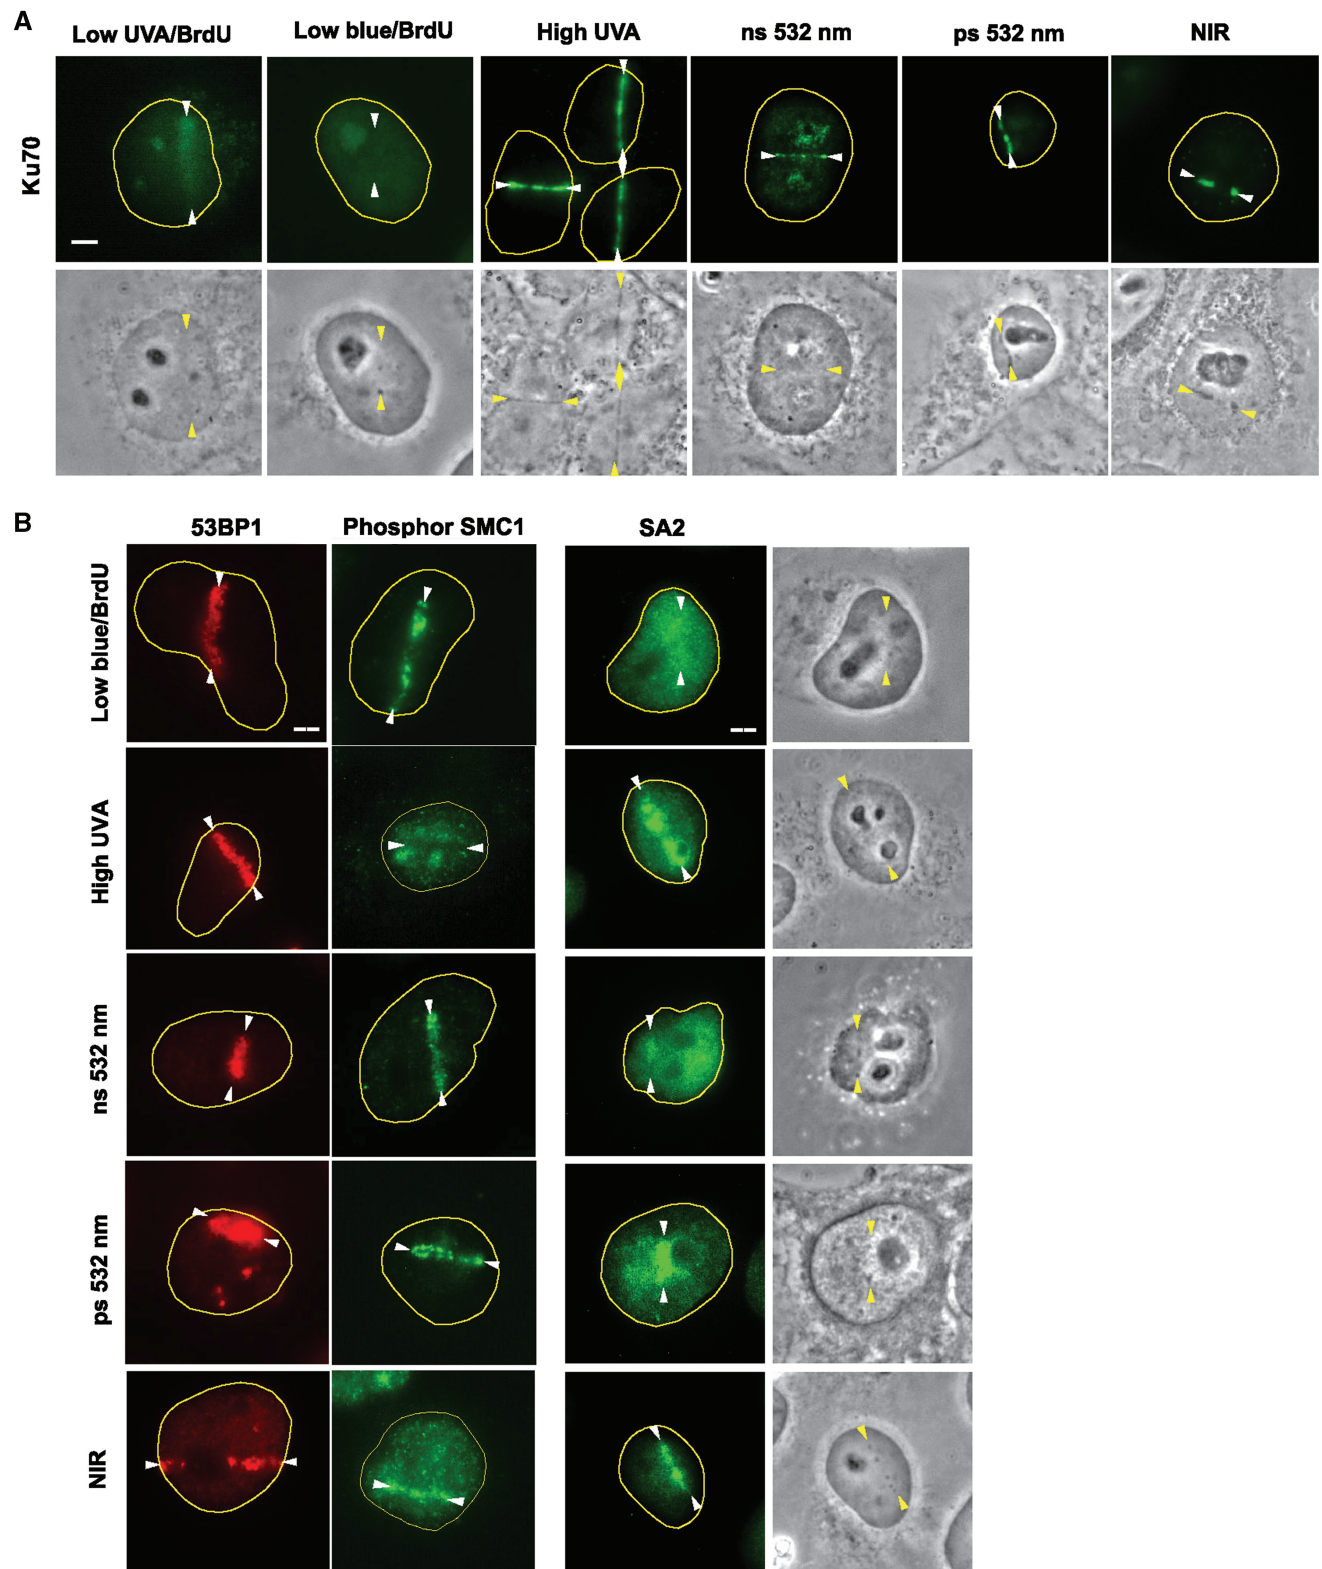 A
Low UVA/BrdU
Low blue/BrdU
High UVA
ns 532 nm
ps 532 nm
NIR
Ku70
B
53BP1
Phosphor SMC1
SA2
Low blue/BrdU
High UVA
ns 532 nm
ps 532 nm
NIR